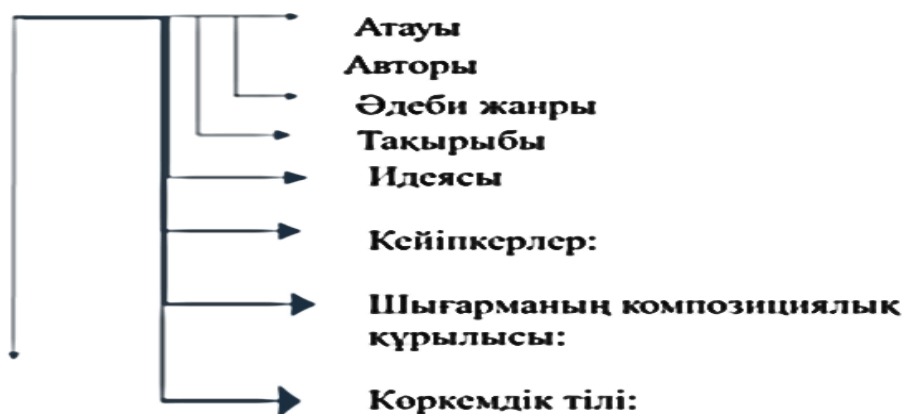 Атауы
Авторы
Әдеби жанры
Тақырыбы
Идеясы
Кейіпкерлер:
Шығарманың композициялық
құрылысы:
Көркемдік тілі: